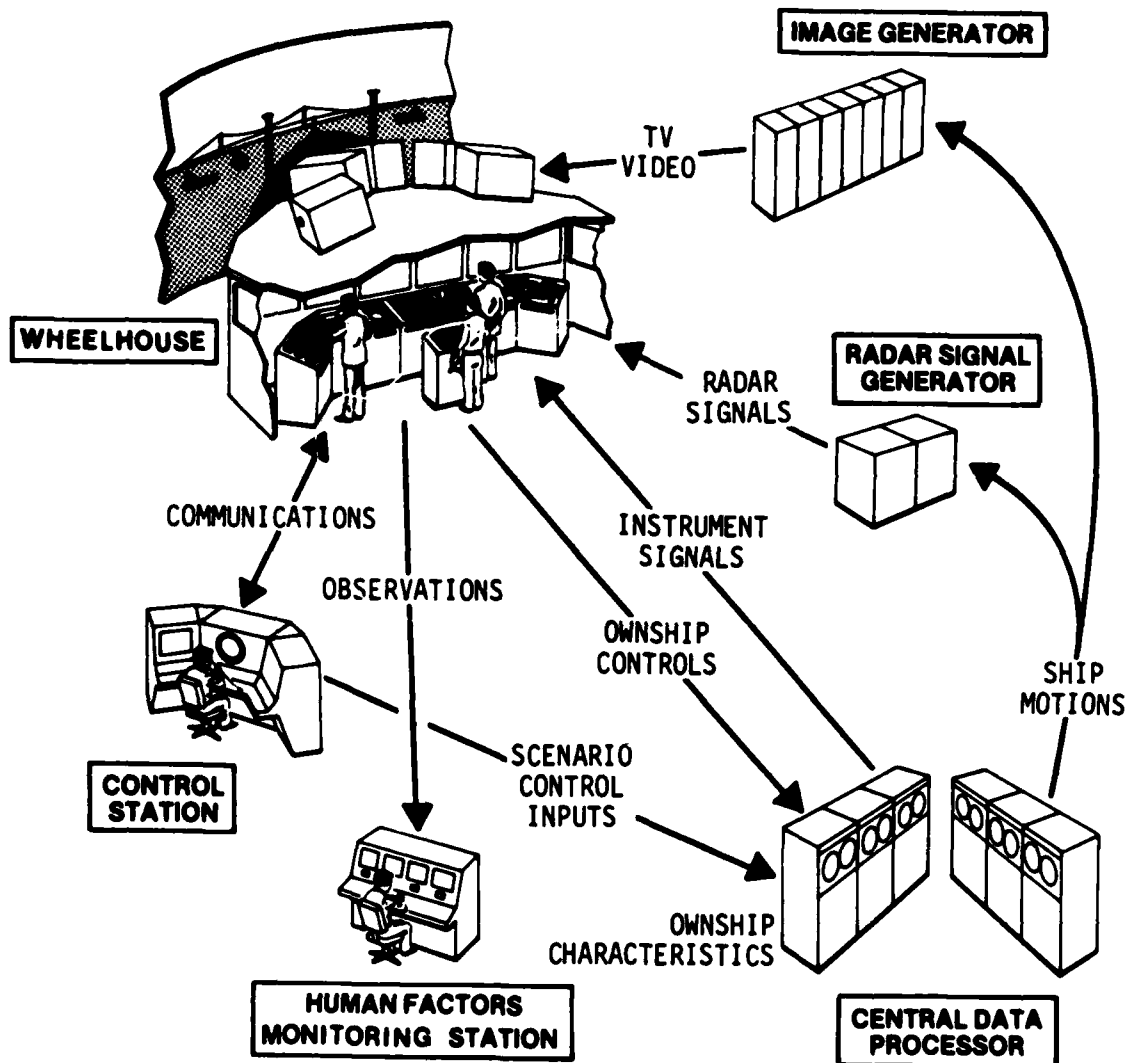 IMAGE GENERATOR
TV
VIDEO
WHEELHOUSE
RADAR SIGNAL
GENERATOR
RADAR
SIGNALS
COMMUNICATIONS
INSTRUMENT
SIGNALS
OBSERVATIONS
OWNSHIP
CONTROLS
SHIP
MOTIONS
SCENARIO
CONTROL
INPUTS
CONTROL
STATION
OWNSHIP
CHARACTERISTICS
HUMAN FACTORS
MONITORING STATION
CENTRAL DATA
PROCESSOR